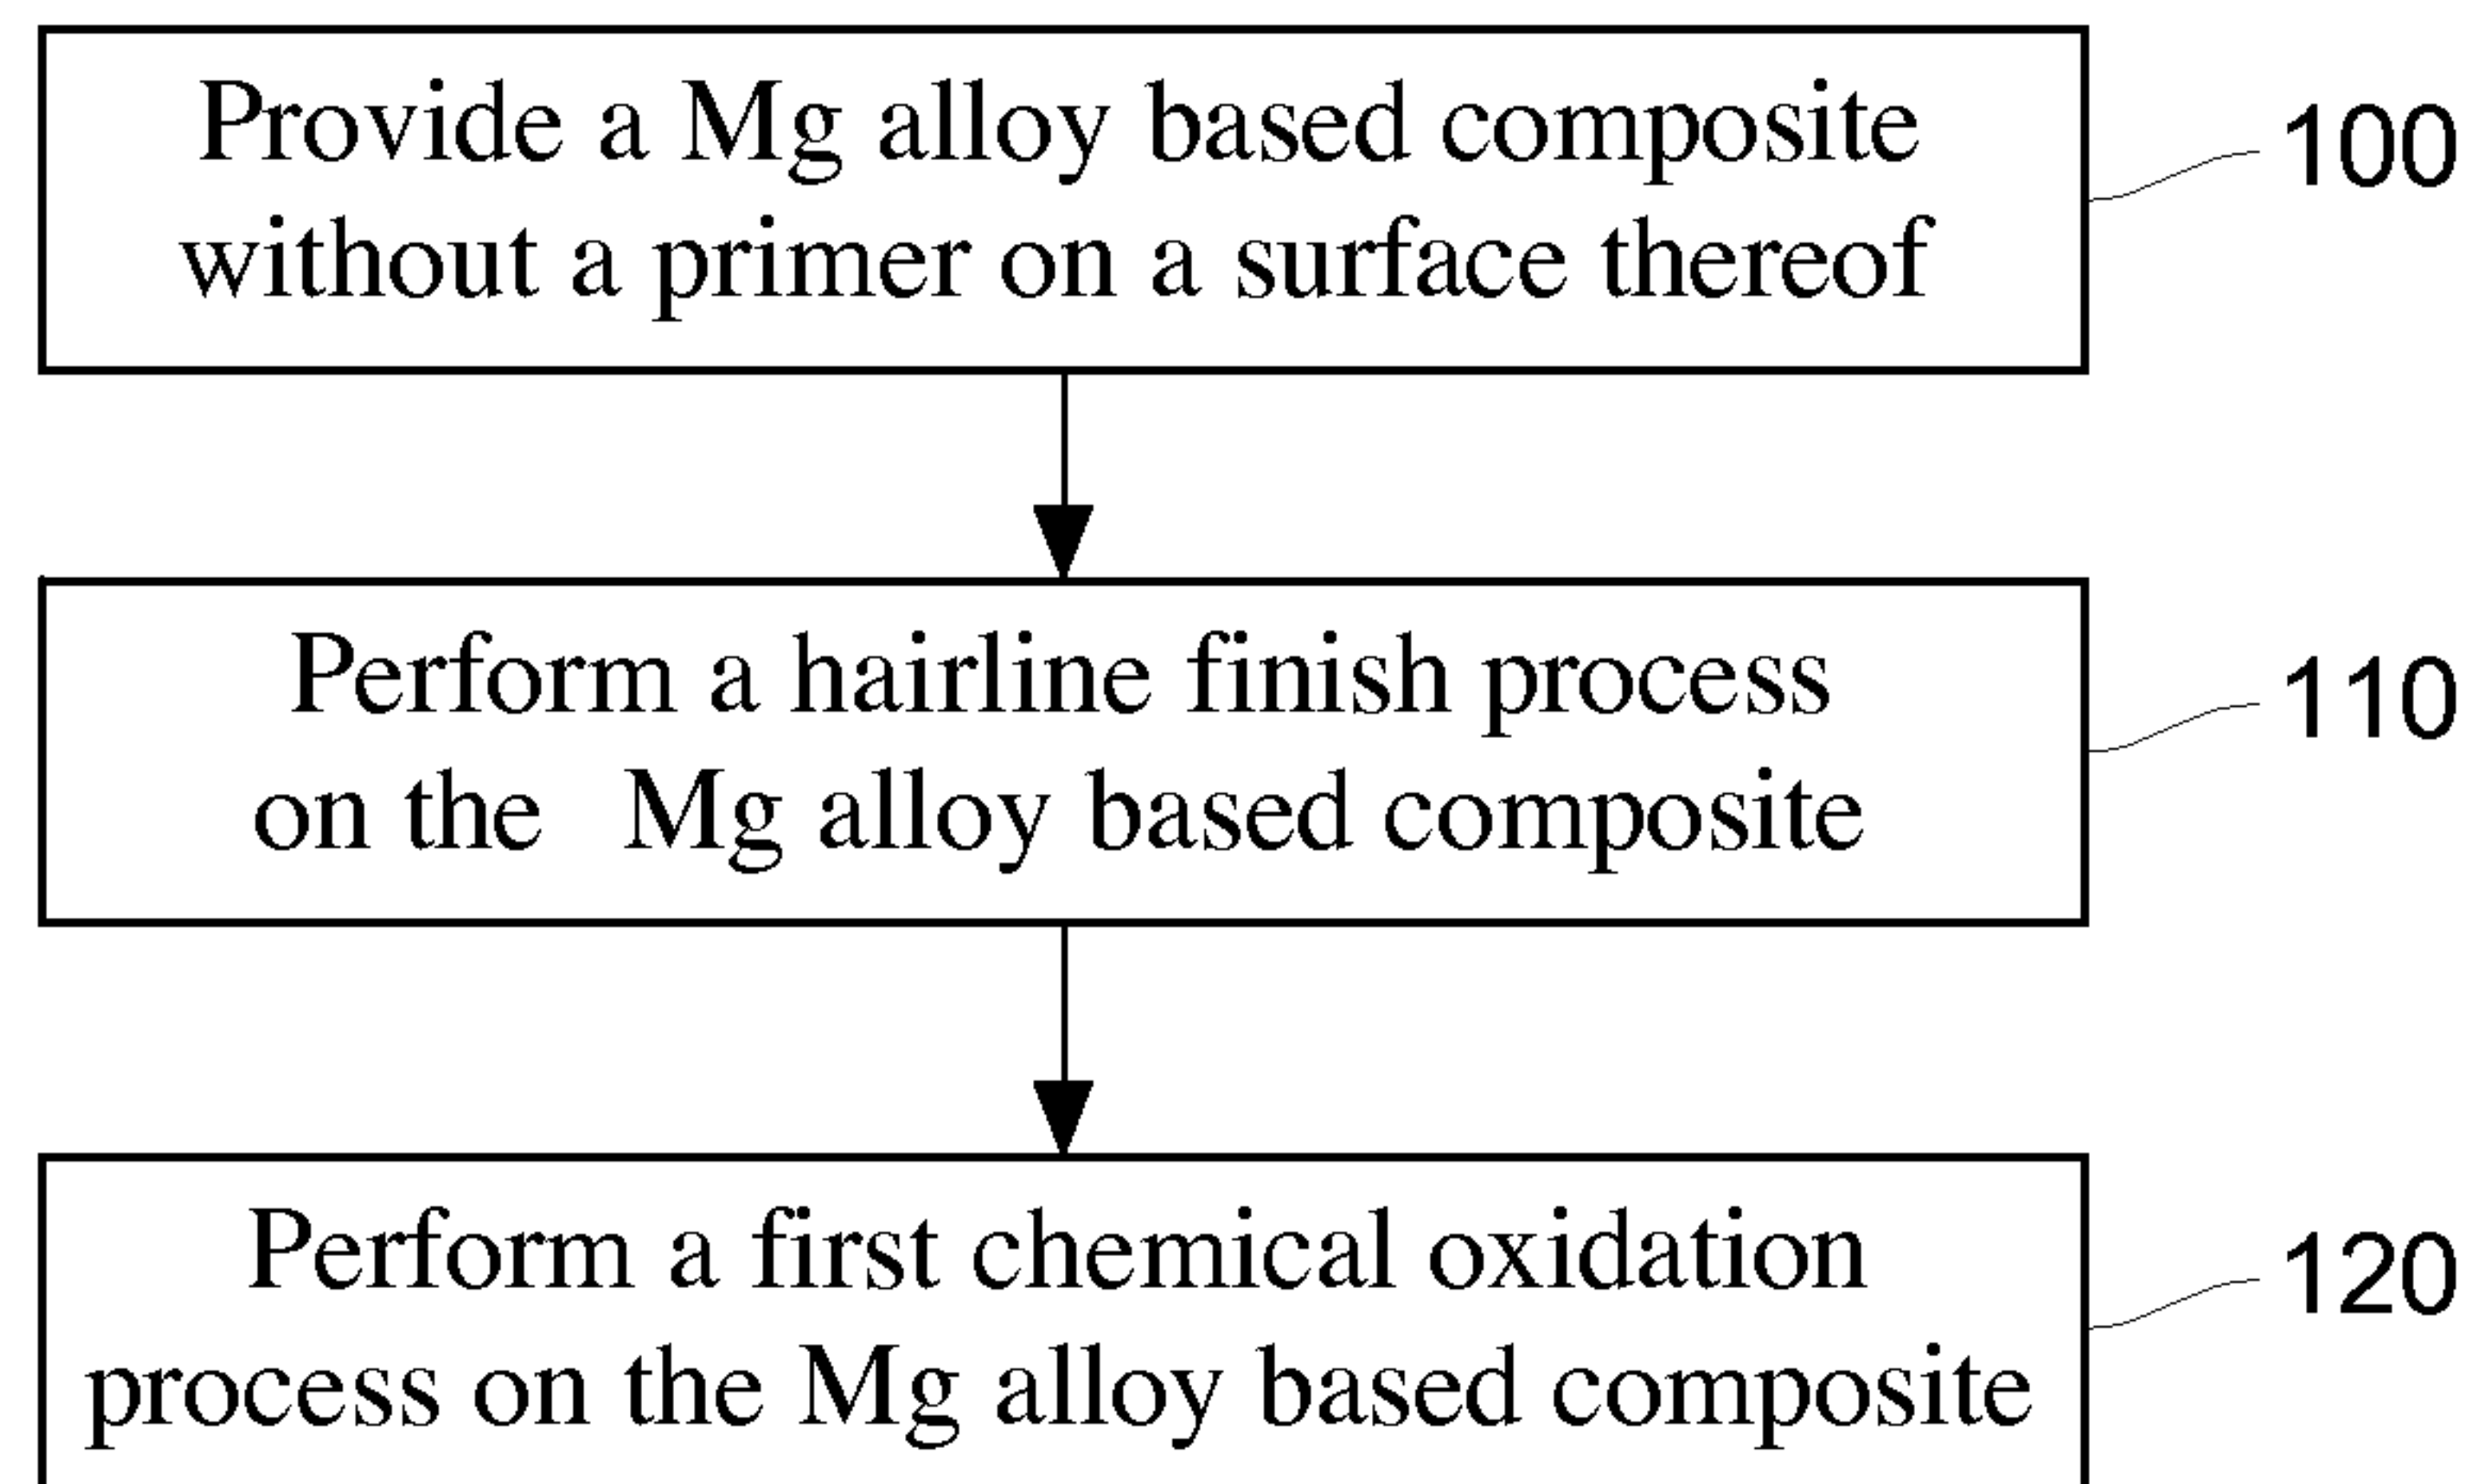 Provide a Mg alloy based composite
without a primer on a surface thereof
100
Perform a hairline finish process
on the Mg alloy based composite
110
Perform a first chemical oxidation
process on the Mg alloy based composite
120